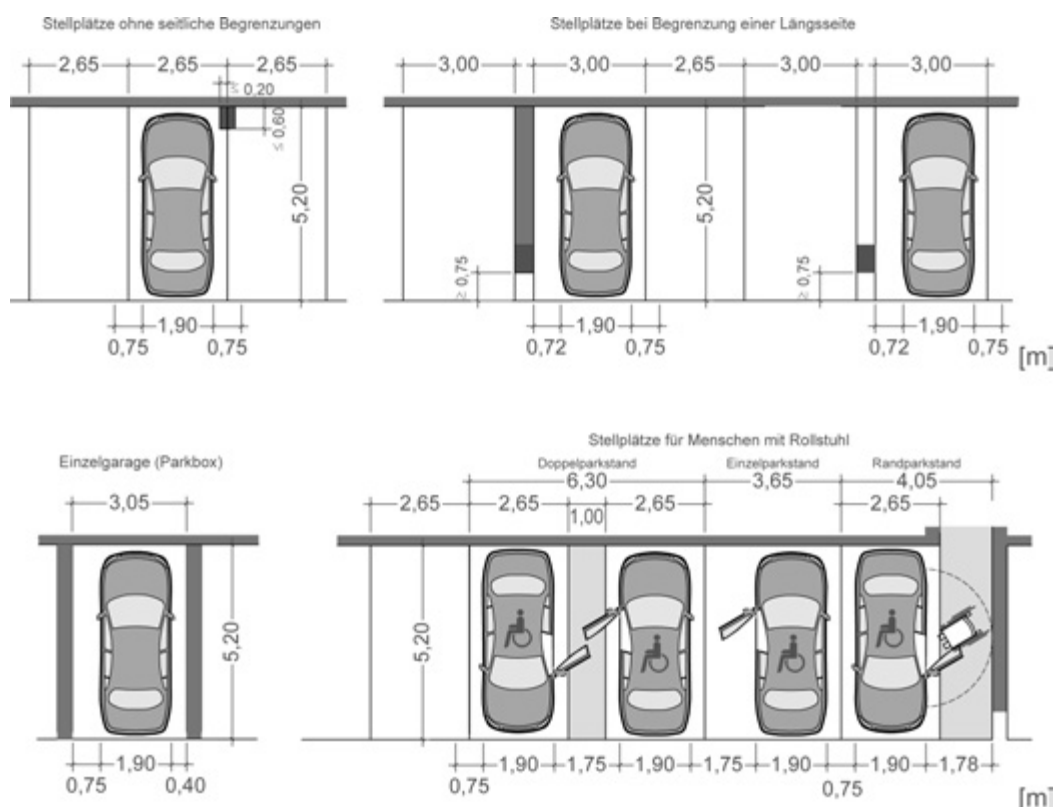 Stellplätze ohne seitliche Begrenzungen
2,65 2,65 2,65
≤ 0,20
≤ 0,60
5,20
1,90
0,75 0,75
Stellplätze bei Begrenzung einer Längsseite
3,00 3,00 2,65 3,00 3,00
5,20
≥ 0,75 ≥ 0,75
1,90 1,90
0,72 0,75 0,72 0,75
[m]
Einzelgarage (Parkbox)
3,05
5,20
1,90
0,75 0,40
Stellplätze für Menschen mit Rollstuhl
Doppelparkstand Einzelparkstand Randparkstand
6,30 3,65 4,05
2,65 2,65 1,00 2,65 2,65
5,20
1,90 1,75 1,90 1,75 1,90 1,90 1,78
0,75 0,75
[m]